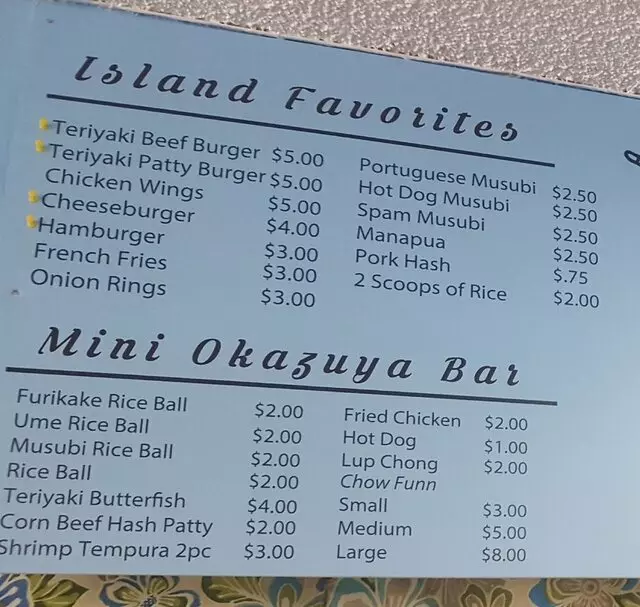 Island Favorites
Teriyaki Beef Burger $5.00
Teriyaki Patty Burger $5.00
Chicken Wings $5.00
Cheeseburger $4.00
Hamburger $3.00
French Fries $3.00
Onion Rings $3.00
Portuguese Musubi $2.50
Hot Dog Musubi $2.50
Spam Musubi $2.50
Manapua $2.50
Pork Hash $.75
2 Scoops of Rice $2.00
Mini Okazuya Bar
Furikake Rice Ball $2.00
Ume Rice Ball $2.00
Musubi Rice Ball $2.00
Rice Ball $2.00
Teriyaki Butterfish $4.00
Corn Beef Hash Patty $2.00
Shrimp Tempura 2pc $3.00
Fried Chicken $2.00
Hot Dog $1.00
Lup Chong $2.00
Chow Funn
Small $3.00
Medium $5.00
Large $8.00